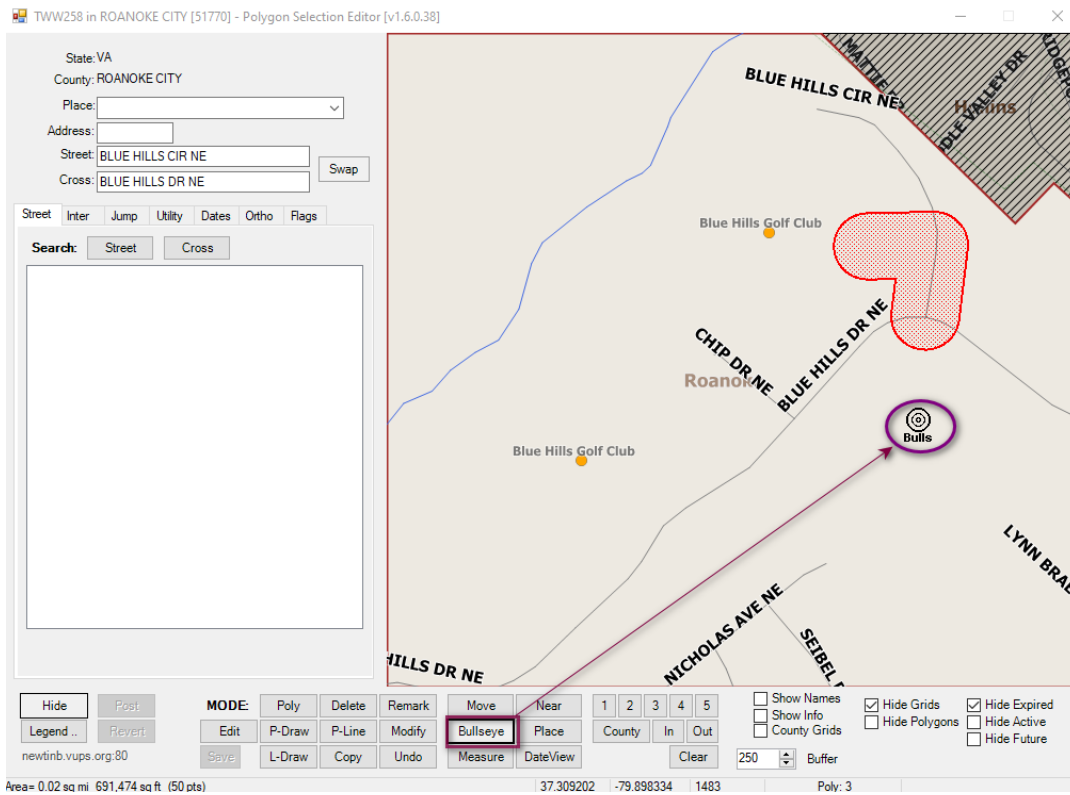 TWW258 in ROANOKE CITY [51770] - Polygon Selection Editor [v1.6.0.38]
State: VA
County: ROANOKE CITY
Place:
Address:
Street: BLUE HILLS CIR NE
Cross: BLUE HILLS DR NE
Swap
Street Inter Jump Utility Dates Ortho Flags
Search: Street Cross
BLUE HILLS CIR NE
Blue Hills Golf Club
CHIP DR NE
BLUE HILLS DR NE
Bulls
Blue Hills Golf Club
NICHOLAS AVE NE
HILLS DR NE
Hide Post MODE: Poly Delete Remark Move Near 1 2 3 4 5 Show Names Hide Grids Hide Expired
Show Info Hide Polygons Hide Active
Legend .. Revert Edit P-Draw P-Line Modify Bullseye Place County In Out County Grids Hide Future
newtinb.vups.org:80 Save L-Draw Copy Undo Measure DateView Clear 250 Buffer
Area= 0.02 sq mi 691,474 sq ft (50 pts) 37.309202 -79.898334 1483 Poly: 3